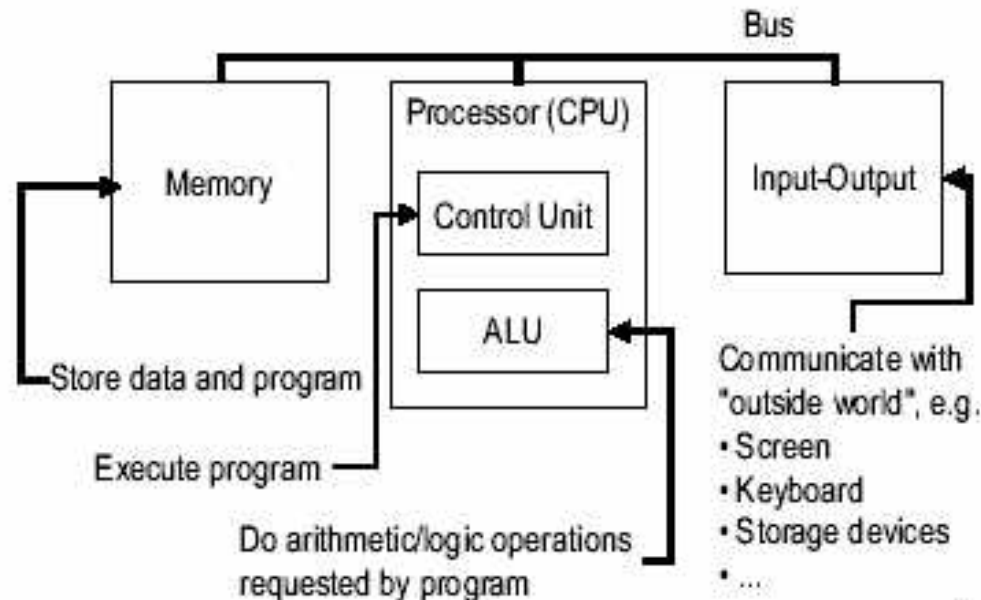 Bus
Memory
Processor (CPU)
Control Unit
ALU
Input-Output
Store data and program
Execute program
Do arithmetic/logic operations
requested by program
Communicate with
"outside world", e.g.
• Screen
• Keyboard
• Storage devices
• ...